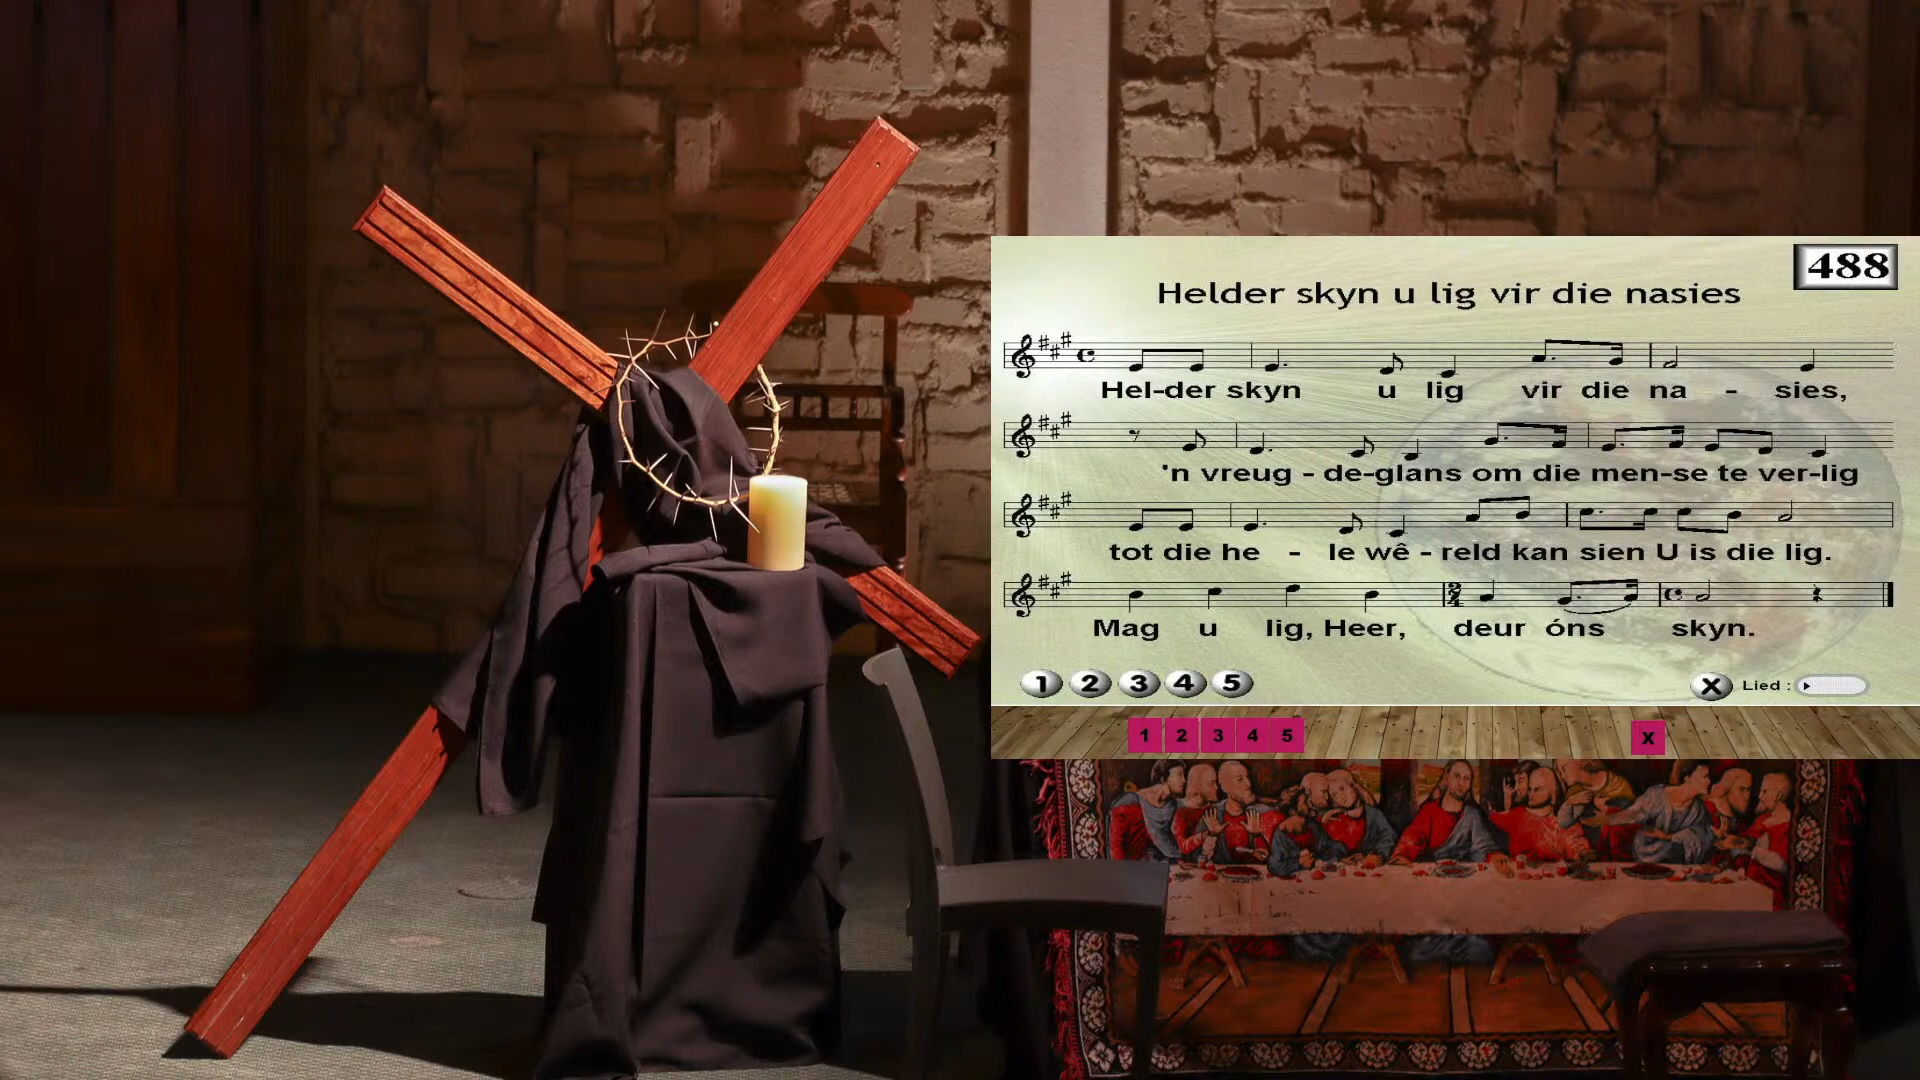 488
Helder skyn u lig vir die nasies
Hel-der skyn u lig vir die na - sies,
'n vreug - de-glans om die men-se te ver-lig
tot die he - le wê - reld kan sien U is die lig.
2/4
Mag u lig, Heer, deur óns skyn.
1 2 3 4 5 X Lied :
1 2 3 4 5 X